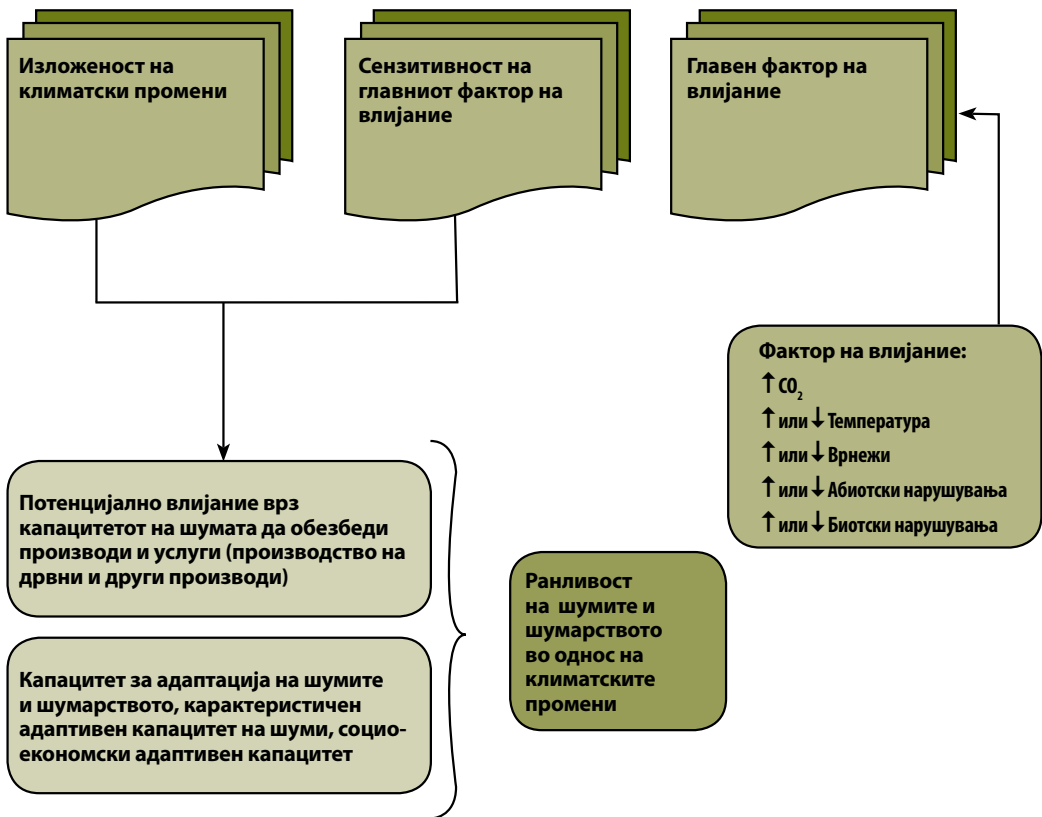 Изложеност на
климатски промени
Сензитивност на
главниот фактор на
влијание
Главен фактор на
влијание
Фактор на влијание:
↑ CO₂
↑ или ↓ Температура
↑ или ↓ Врнежи
↑ или ↓ Абиотски нарушувања
↑ или ↓ Биотски нарушувања
Потенцијално влијание врз
капацитетот на шумата да обезбеди
производи и услуги (производство на
дрвни и други производи)
Капацитет за адаптација на шумите
и шумарството, карактеристичен
адаптивен капацитет на шуми, социо-
економски адаптивен капацитет
Ранливост
на шумите и
шумарството
во однос на
климатските
промени